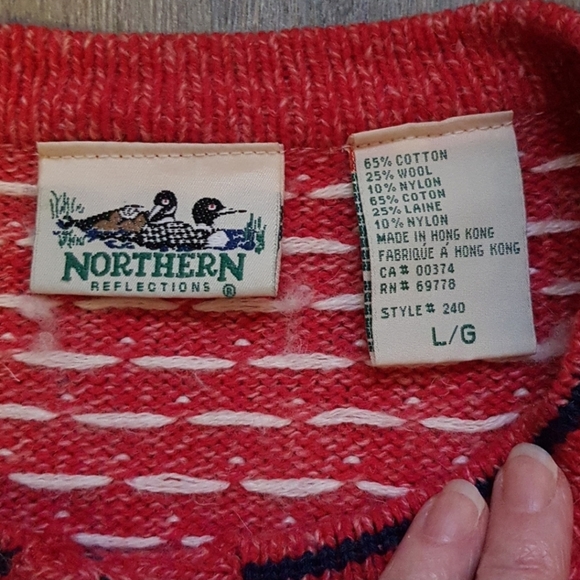 NORTHERN
REFLECTIONS ®
65% COTTON
25% WOOL
10% NYLON
65% COTON
25% LAINE
10% NYLON
MADE IN HONG KONG
FABRIQUÉ À HONG KONG
CA# 00374
RN# 69778
STYLE# 240
L/G